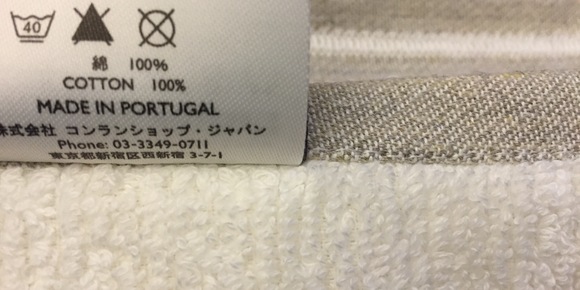 40
綿 100%
COTTON 100%
MADE IN PORTUGAL
株式会社 コンランショップ・ジャパン
Phone: 03-3349-0711
東京都新宿区西新宿 3-7-1